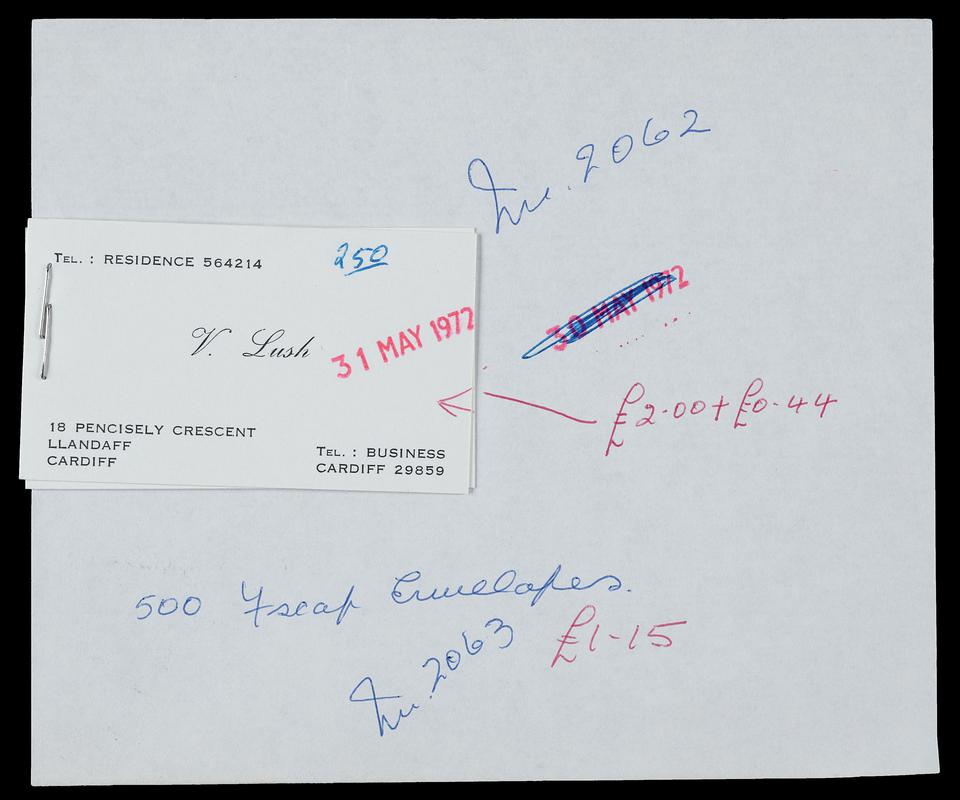 Inv. 2062
TEL. : RESIDENCE 564214
250
V. Lush
31 MAY 1972
30 MAY 1972
£2·00+£0·44
18 PENCISELY CRESCENT
LLANDAFF
CARDIFF
TEL. : BUSINESS
CARDIFF 29859
500 Fscap Envelopes.
Inv. 2063
£1-15